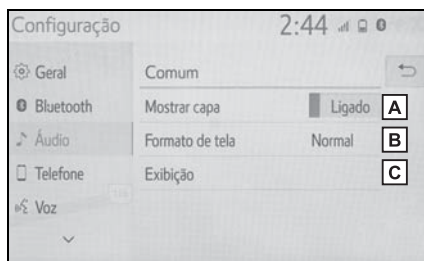 Configuração 2:44
Geral
Comum
Bluetooth
Mostrar capa Ligado A
Áudio
Formato de tela Normal B
Telefone
Exibição C
Voz